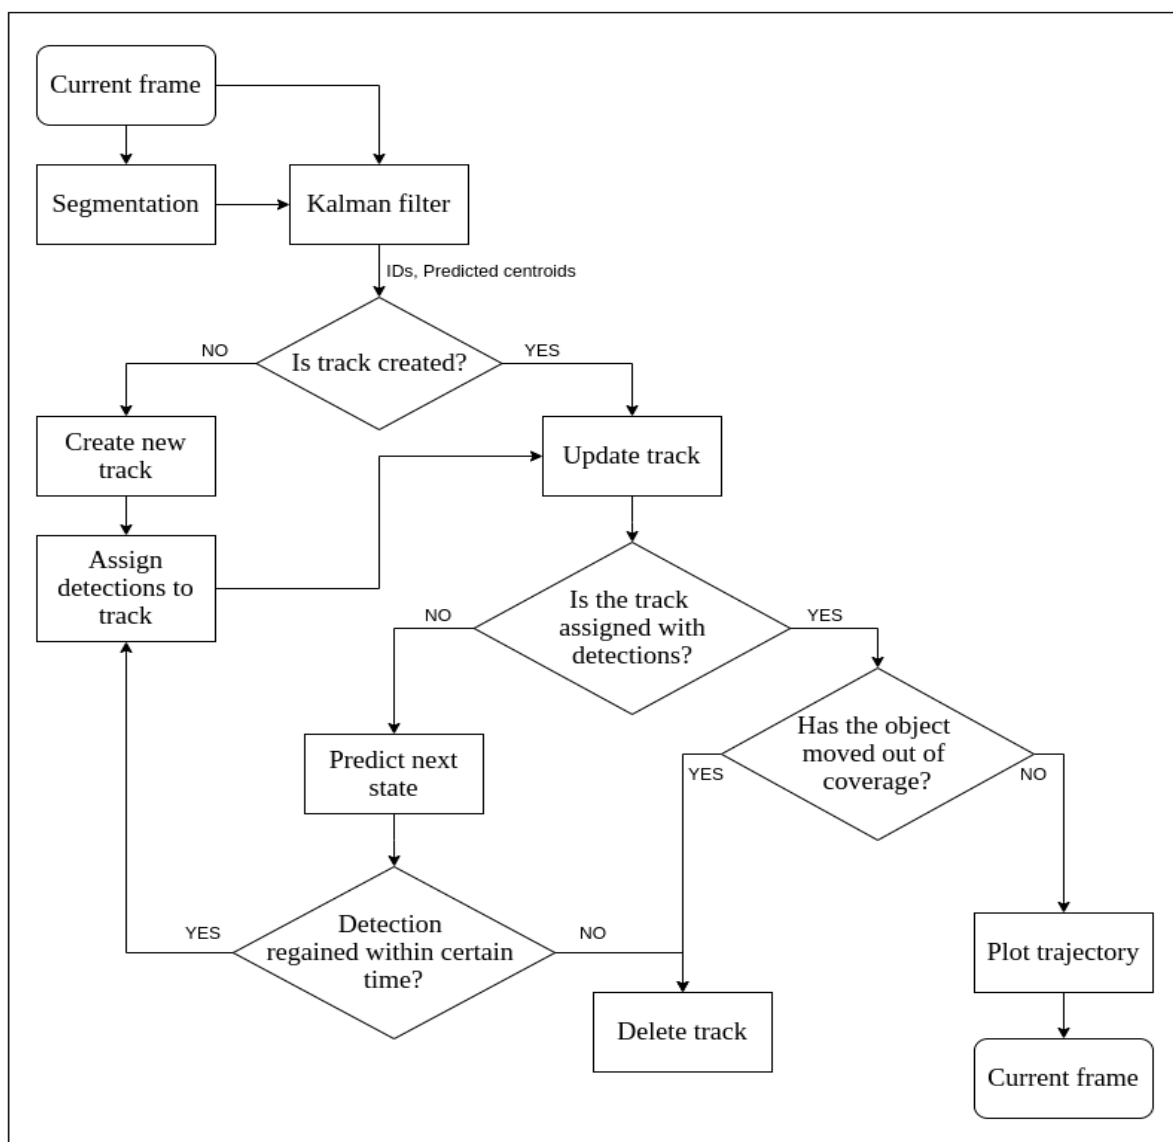 Current frame
Segmentation
Kalman filter
IDs, Predicted centroids
Is track created?
NO
YES
Create new
track
Update track
Assign
detections to
track
Is the track
assigned with
detections?
NO
YES
Predict next
state
Has the object
moved out of
coverage?
YES
NO
Detection
regained within certain
time?
YES
NO
Plot trajectory
Delete track
Current frame